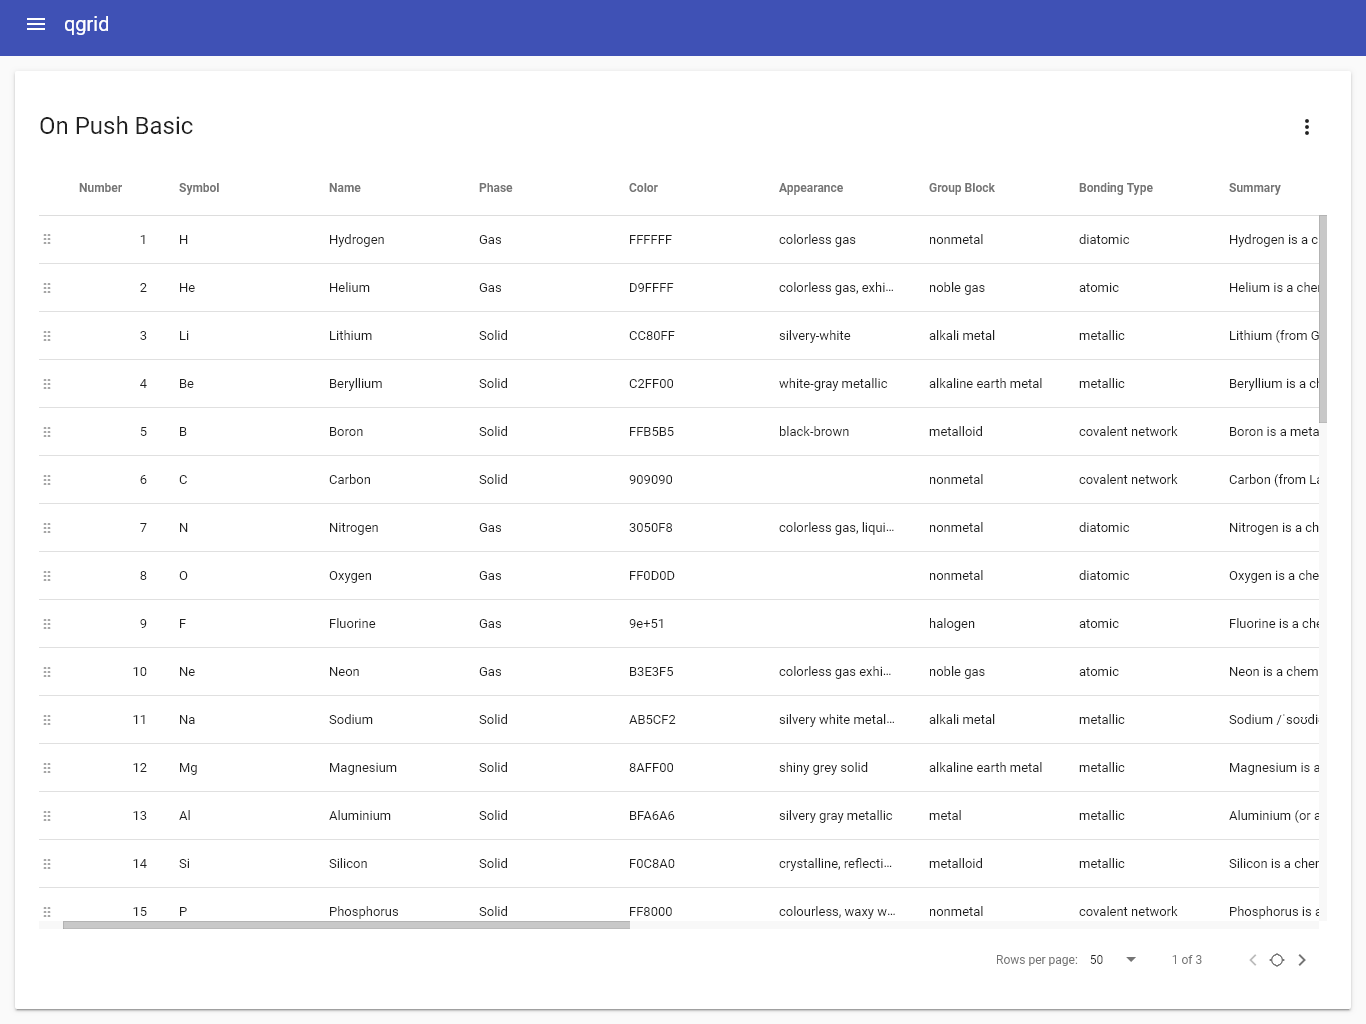 qgrid
On Push Basic
Number Symbol Name Phase Color Appearance Group Block Bonding Type Summary
1 H Hydrogen Gas FFFFFF colorless gas nonmetal diatomic Hydrogen is a c
2 He Helium Gas D9FFFF colorless gas, exhi... noble gas atomic Helium is a che
3 Li Lithium Solid CC80FF silvery-white alkali metal metallic Lithium (from G
4 Be Beryllium Solid C2FF00 white-gray metallic alkaline earth metal metallic Beryllium is a ch
5 B Boron Solid FFB5B5 black-brown metalloid covalent network Boron is a meta
6 C Carbon Solid 909090 nonmetal covalent network Carbon (from La
7 N Nitrogen Gas 3050F8 colorless gas, liqui... nonmetal diatomic Nitrogen is a ch
8 O Oxygen Gas FF0D0D nonmetal diatomic Oxygen is a che
9 F Fluorine Gas 9e+51 halogen atomic Fluorine is a che
10 Ne Neon Gas B3E3F5 colorless gas exhi... noble gas atomic Neon is a chem
11 Na Sodium Solid AB5CF2 silvery white metal... alkali metal metallic Sodium /ˈsoʊdi
12 Mg Magnesium Solid 8AFF00 shiny grey solid alkaline earth metal metallic Magnesium is a
13 Al Aluminium Solid BFA6A6 silvery gray metallic metal metallic Aluminium (or a
14 Si Silicon Solid F0C8A0 crystalline, reflecti... metalloid metallic Silicon is a cher
15 P Phosphorus Solid FF8000 colourless, waxy w... nonmetal covalent network Phosphorus is a
Rows per page: 50 1 of 3